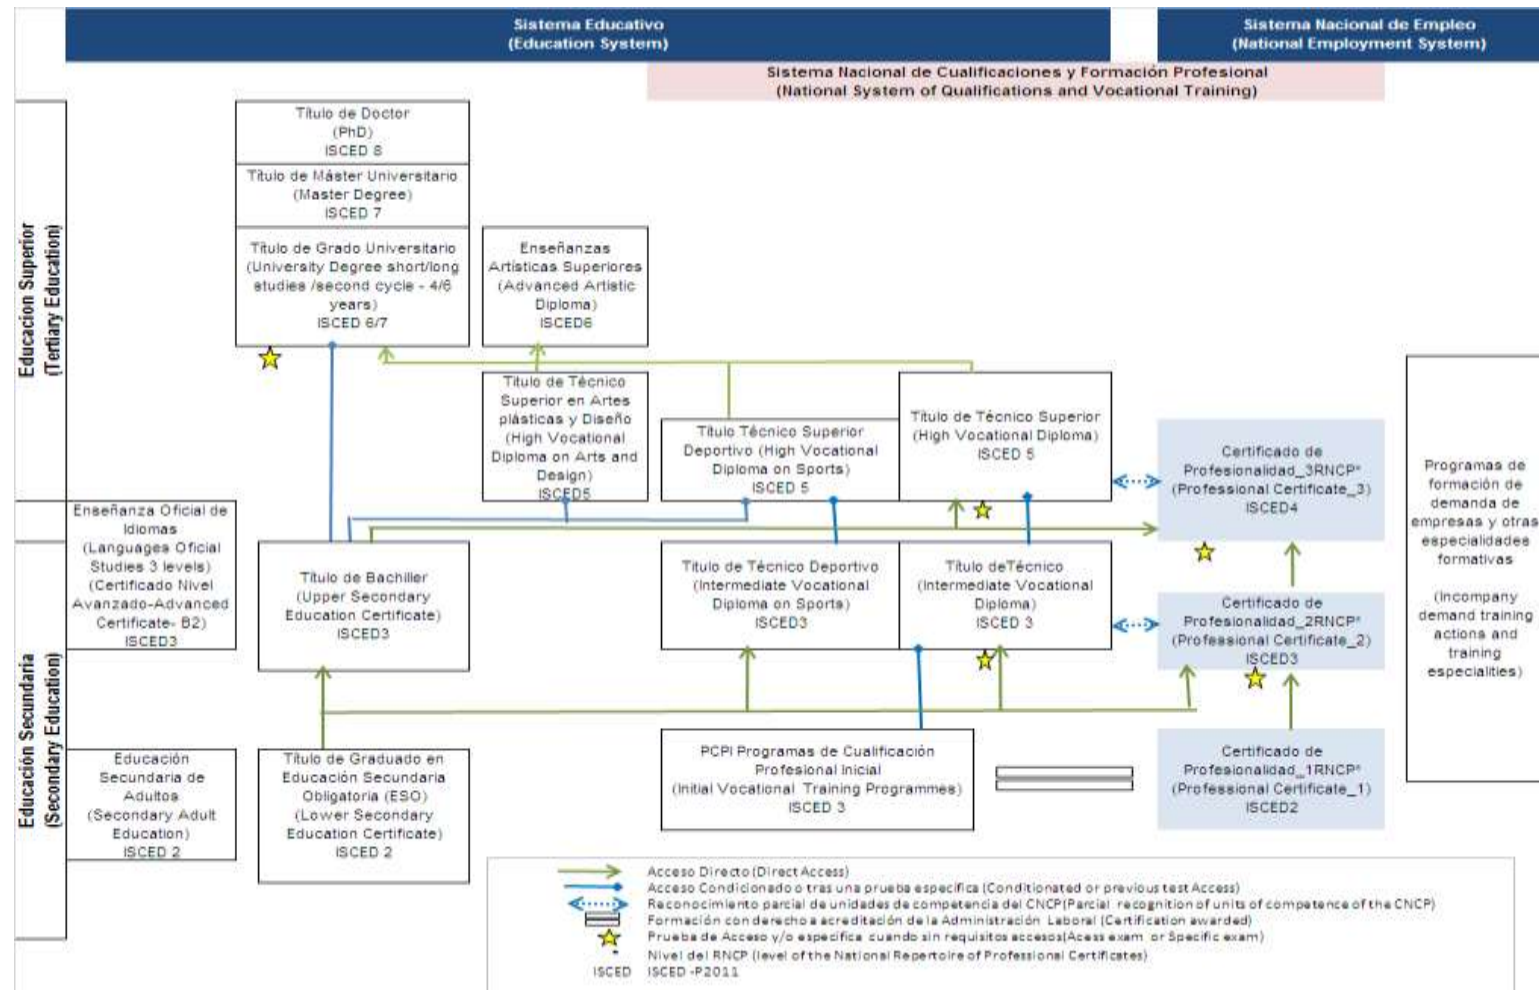 Sistema Educativo
(Education System)
Sistema Nacional de Empleo
(National Employment System)
Sistema Nacional de Cualificaciones y Formación Profesional
(National System of Qualifications and Vocational Training)
Educacion Superior
(Tertiary Education)
Título de Doctor
(PhD)
ISCED 8
Título de Máster Universitario
(Master Degree)
ISCED 7
Título de Grado Universitario
(University Degree short/long
studies /second cycle - 4/6
years)
ISCED 6/7
Enseñanzas
Artísticas Superiores
(Advanced Artistic
Diploma)
ISCED6
Título de Técnico
Superior en Artes
plásticas y Diseño
(High Vocational
Diploma on Arts and
Design)
ISCED5
Título Técnico Superior
Deportivo (High Vocational
Diploma on Sports)
ISCED 5
Título de Técnico Superior
(High Vocational Diploma)
ISCED 5
Certificado de
Profesionalidad_3RNCP*
(Professional Certificate_3)
ISCED4
Programas de
formación de
demanda de
empresas y otras
especialidades
formativas
(Incompany
demand training
actions and
training
especialities)
Educación Secundaria
(Secondary Education)
Enseñanza Oficial de
Idiomas
(Languages Oficial
Studies 3 levels)
(Certificado Nivel
Avanzado-Advanced
Certificate- B2)
ISCED3
Título de Bachiller
(Upper Secondary
Education Certificate)
ISCED3
Título de Técnico Deportivo
(Intermediate Vocational
Diploma on Sports)
ISCED3
Título deTécnico
(Intermediate Vocational
Diploma)
ISCED 3
Certificado de
Profesionalidad_2RNCP*
(Professional Certificate_2)
ISCED3
Educación
Secundaria de
Adultos
(Secondary Adult
Education)
ISCED 2
Título de Graduado en
Educación Secundaria
Obligatoria (ESO)
(Lower Secondary
Education Certificate)
ISCED 2
PCPI Programas de Cualificación
Profesional Inicial
(Initial Vocational Training Programmes)
ISCED 3
Certificado de
Profesionalidad_1RNCP*
(Professional Certificate_1)
ISCED2
Acceso Directo (Direct Access)
Acceso Condicionado o tras una prueba específica (Conditionated or previous test Access)
Reconocimiento parcial de unidades de competencia del CNCP(Parcial recognition of units of competence of the CNCP)
Formación con derecho a acreditación de la Administración Laboral (Certification awarded)
Prueba de Acceso y/o especifica cuando sin requisitos accesos(Acess exam or Specific exam)
* Nivel del RNCP (level of the National Repertoire of Professional Certificates)
ISCED ISCED -P2011